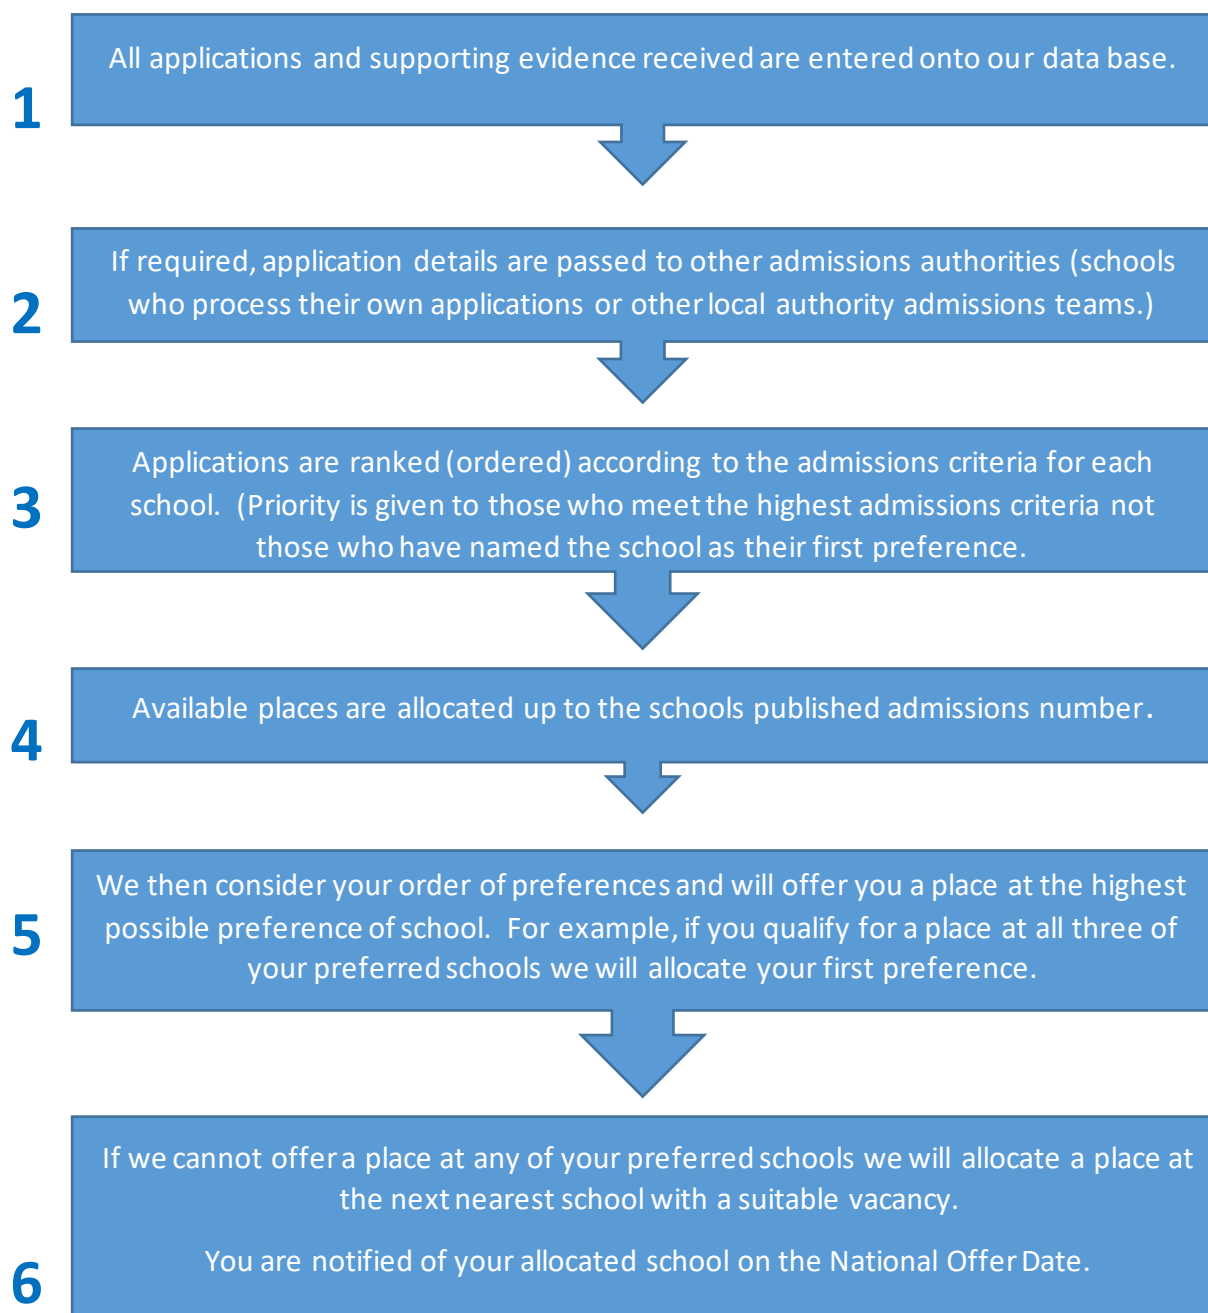 1
All applications and supporting evidence received are entered onto our data base.
2
If required, application details are passed to other admissions authorities (schools
who process their own applications or other local authority admissions teams.)
3
Applications are ranked (ordered) according to the admissions criteria for each
school. (Priority is given to those who meet the highest admissions criteria not
those who have named the school as their first preference.
4
Available places are allocated up to the schools published admissions number.
5
We then consider your order of preferences and will offer you a place at the highest
possible preference of school. For example, if you qualify for a place at all three of
your preferred schools we will allocate your first preference.
6
If we cannot offer a place at any of your preferred schools we will allocate a place at
the next nearest school with a suitable vacancy.
You are notified of your allocated school on the National Offer Date.